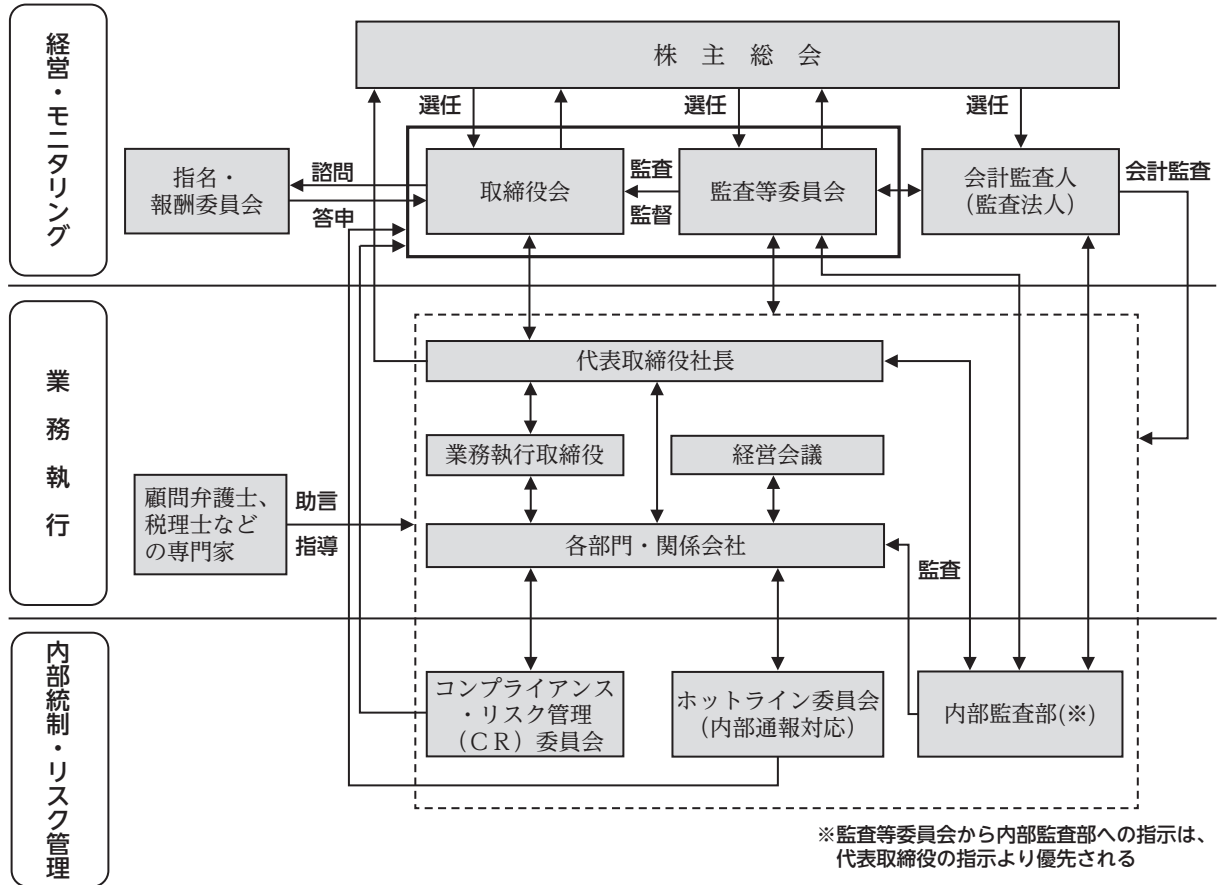 経営・モニタリング
株 主 総 会
選任
選任
選任
指名・
報酬委員会
諮問
答申
取締役会
監査
監督
監査等委員会
会計監査人
(監査法人)
会計監査
業務執行
代表取締役社長
業務執行取締役
経営会議
顧問弁護士、
税理士など
の専門家
助言
指導
各部門・関係会社
監査
内部統制・リスク管理
コンプライアンス
・リスク管理
(CR)委員会
ホットライン委員会
(内部通報対応)
内部監査部(※)
※監査等委員会から内部監査部への指示は、
代表取締役の指示より優先される